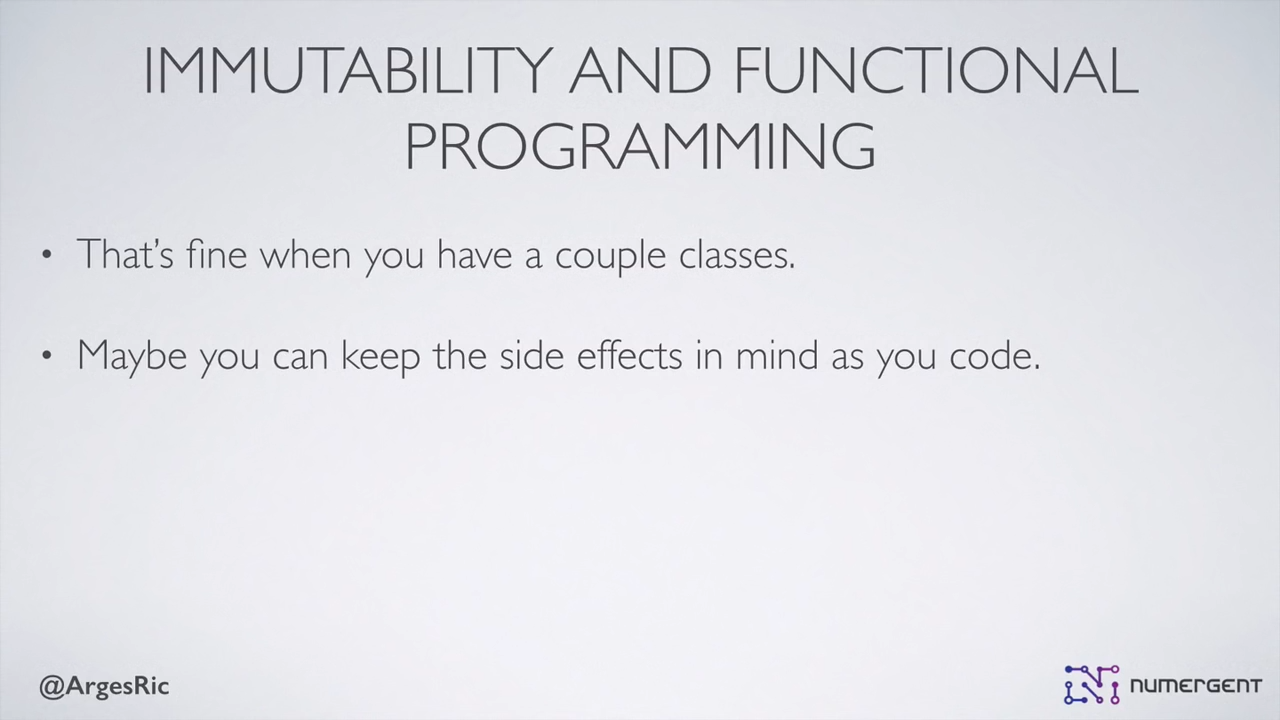 IMMUTABILITY AND FUNCTIONAL
PROGRAMMING
• That’s fine when you have a couple classes.
• Maybe you can keep the side effects in mind as you code.
@ArgesRic
NUMERGENT